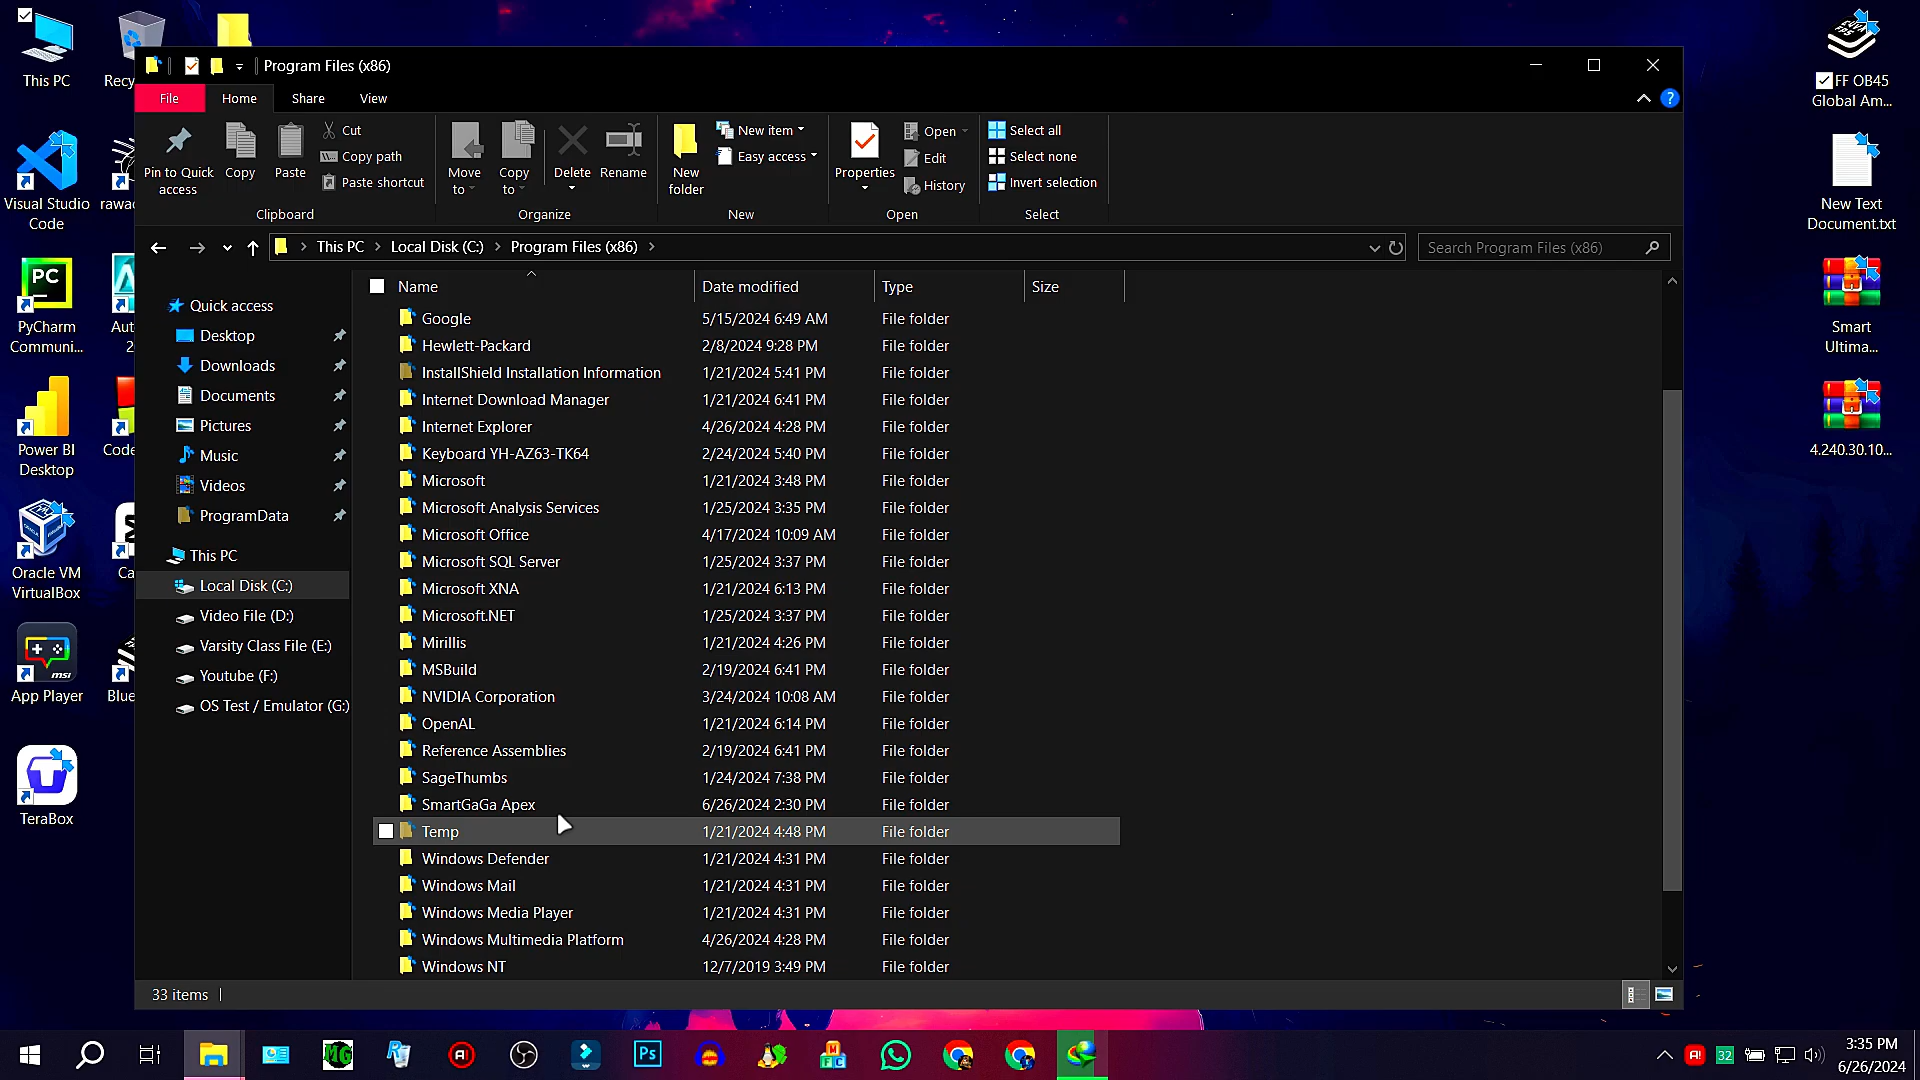 This PC
Recy
Program Files (x86)
File
Home
Share
View
Pin to Quick access
Copy
Paste
Cut
Copy path
Paste shortcut
Clipboard
Move to
Copy to
Delete
Rename
Organize
New folder
New item
Easy access
New
Properties
Open
Edit
History
Open
Select all
Select none
Invert selection
Select
This PC
Local Disk (C:)
Program Files (x86)
Search Program Files (x86)
Quick access
Desktop
Downloads
Documents
Pictures
Music
Videos
ProgramData
This PC
Local Disk (C:)
Video File (D:)
Varsity Class File (E:)
Youtube (F:)
OS Test / Emulator (G:)
Name Date modified Type Size
Google 5/15/2024 6:49 AM File folder
Hewlett-Packard 2/8/2024 9:28 PM File folder
InstallShield Installation Information 1/21/2024 5:41 PM File folder
Internet Download Manager 1/21/2024 6:41 PM File folder
Internet Explorer 4/26/2024 4:28 PM File folder
Keyboard YH-AZ63-TK64 2/24/2024 5:40 PM File folder
Microsoft 1/21/2024 3:48 PM File folder
Microsoft Analysis Services 1/25/2024 3:35 PM File folder
Microsoft Office 4/17/2024 10:09 AM File folder
Microsoft SQL Server 1/25/2024 3:37 PM File folder
Microsoft XNA 1/21/2024 6:13 PM File folder
Microsoft.NET 1/25/2024 3:37 PM File folder
Mirillis 1/21/2024 4:26 PM File folder
MSBuild 2/19/2024 6:41 PM File folder
NVIDIA Corporation 3/24/2024 10:08 AM File folder
OpenAL 1/21/2024 6:14 PM File folder
Reference Assemblies 2/19/2024 6:41 PM File folder
SageThumbs 1/24/2024 7:38 PM File folder
SmartGaGa Apex 6/26/2024 2:30 PM File folder
Temp 1/21/2024 4:48 PM File folder
Windows Defender 1/21/2024 4:31 PM File folder
Windows Mail 1/21/2024 4:31 PM File folder
Windows Media Player 1/21/2024 4:31 PM File folder
Windows Multimedia Platform 4/26/2024 4:28 PM File folder
Windows NT 12/7/2019 3:49 PM File folder
33 items
Visual Studio
Code
rawac
PC
PyCharm
Communi...
Aut
2
Power BI
Desktop
Code
Oracle VM
VirtualBox
Ca
msi
App Player
Blue
TeraBox
FF OB45
Global Am...
New Text
Document.txt
Smart
Ultima...
4.240.30.10...
MG
Ps
32
3:35 PM
6/26/2024